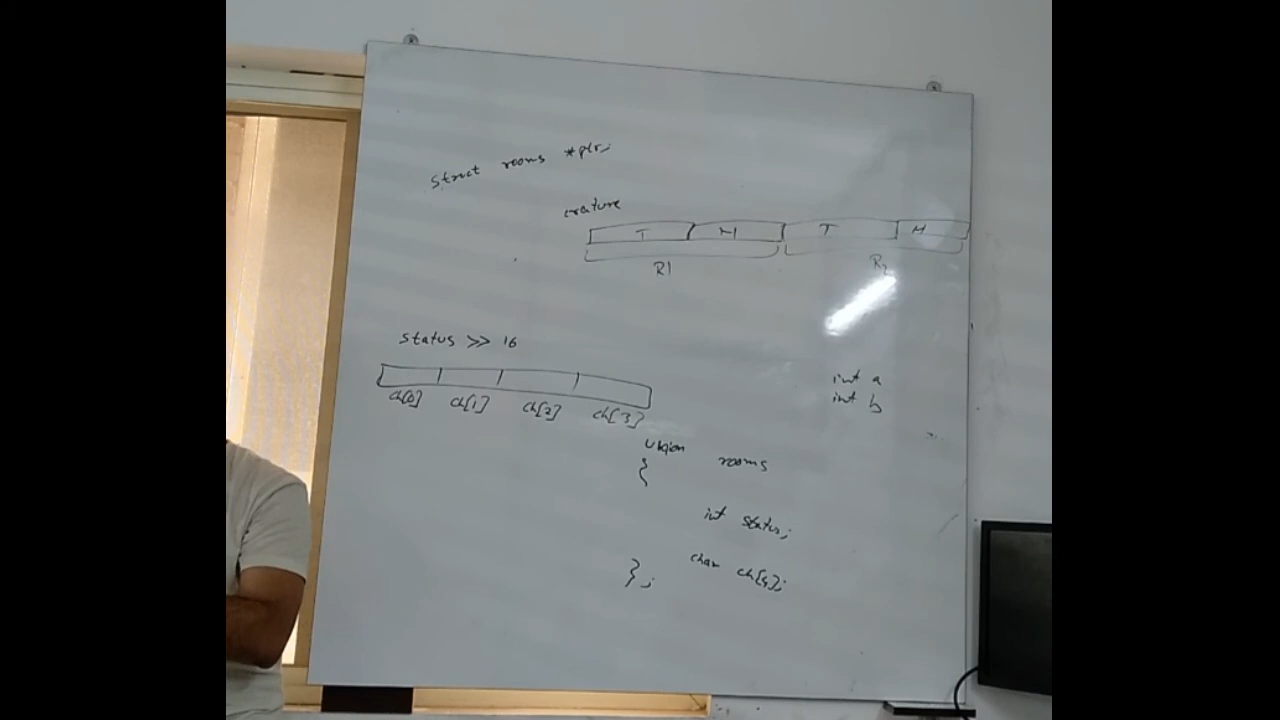 struct rooms *ptr;
crature
T M T M
R1 R2
status >> 16
ch[0] ch[1] ch[2] ch[3]
int a
int b
union rooms
{
int status;
char ch[4];
};